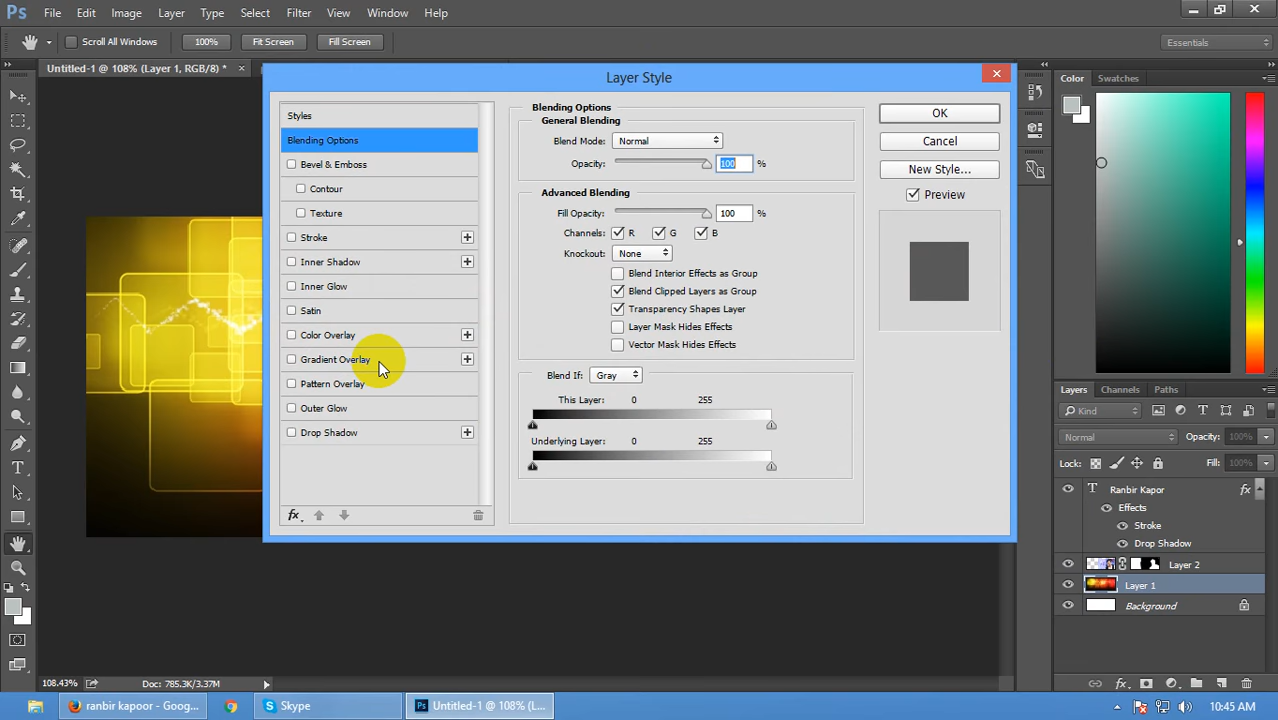 Ps File Edit Image Layer Type Select Filter View Window Help
Scroll All Windows 100% Fit Screen Fill Screen Essentials
Untitled-1 @ 108% (Layer 1, RGB/8) * ×
Layer Style
Styles
Blending Options
Bevel & Emboss
Contour
Texture
Stroke
Inner Shadow
Inner Glow
Satin
Color Overlay
Gradient Overlay
Pattern Overlay
Outer Glow
Drop Shadow
fx
Blending Options
General Blending
Blend Mode: Normal
Opacity: 100 %
Advanced Blending
Fill Opacity: 100 %
Channels: R G B
Knockout: None
Blend Interior Effects as Group
Blend Clipped Layers as Group
Transparency Shapes Layer
Layer Mask Hides Effects
Vector Mask Hides Effects
Blend If: Gray
This Layer: 0 255
Underlying Layer: 0 255
OK
Cancel
New Style...
Preview
Color Swatches
Layers Channels Paths
Kind
Normal Opacity: 100%
Lock: Fill: 100%
T Ranbir Kapor fx
Effects
Stroke
Drop Shadow
Layer 2
Layer 1
Background
fx
108.43% Doc: 785.3K/3.37M
ranbir kapoor - Goog... Skype Ps Untitled-1 @ 108% (L... 10:45 AM